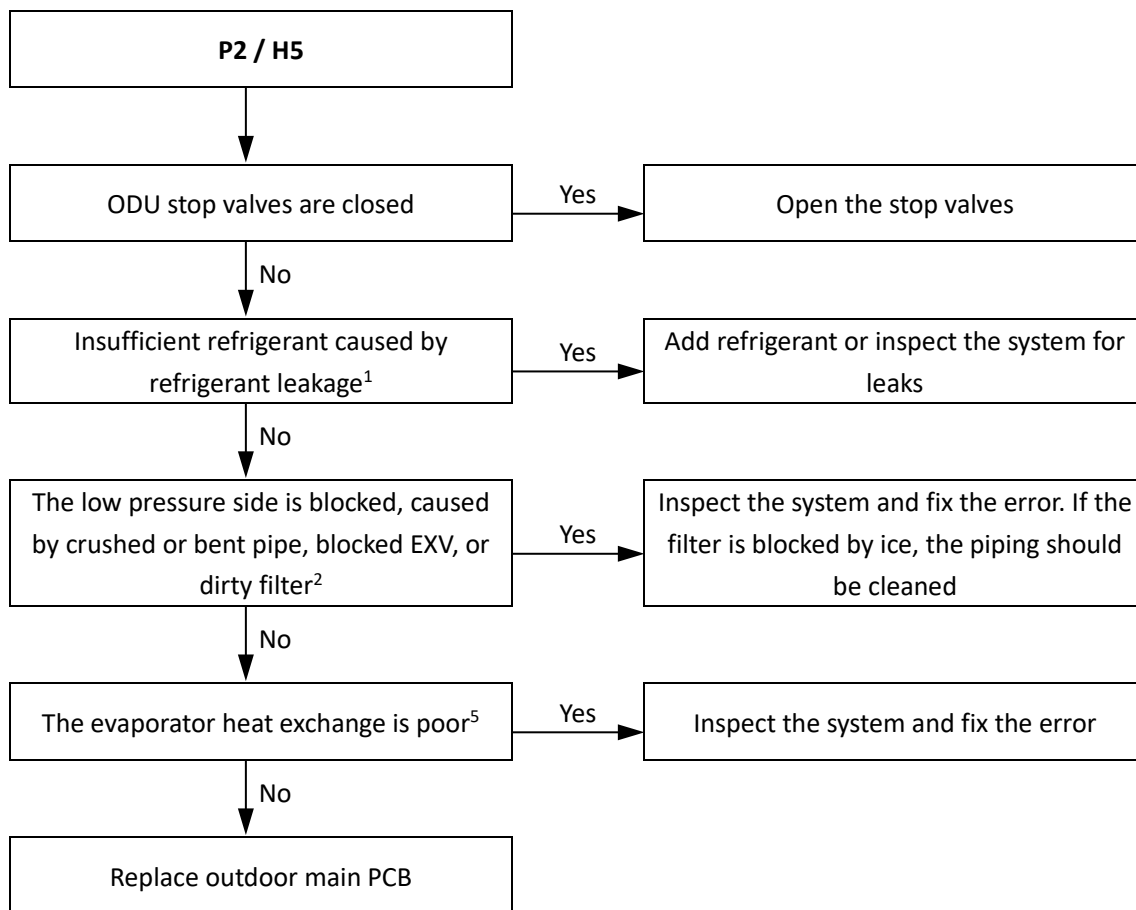 P2 / H5
ODU stop valves are closed
Yes
Open the stop valves
No
Insufficient refrigerant caused by
refrigerant leakage¹
Yes
Add refrigerant or inspect the system for
leaks
No
The low pressure side is blocked, caused
by crushed or bent pipe, blocked EXV, or
dirty filter²
Yes
Inspect the system and fix the error. If the
filter is blocked by ice, the piping should
be cleaned
No
The evaporator heat exchange is poor⁵
Yes
Inspect the system and fix the error
No
Replace outdoor main PCB